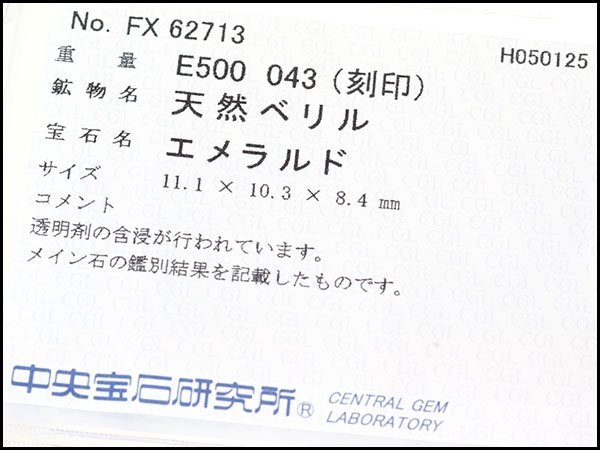 No. FX 62713
H050125
重量 E500 043 (刻印)
鉱物名 天然ベリル
宝石名 エメラルド
サイズ 11.1 × 10.3 × 8.4 mm
コメント
透明剤の含浸が行われています。
メイン石の鑑別結果を記載したものです。
中央宝石研究所® CENTRAL GEM
LABORATORY